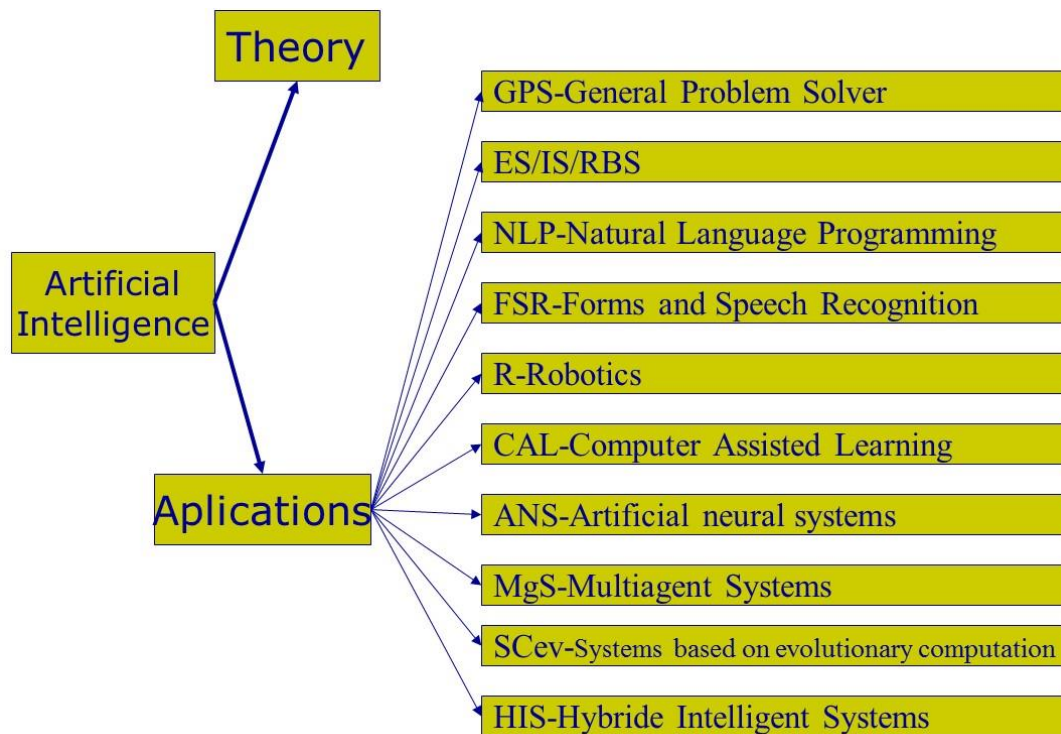 Theory
GPS-General Problem Solver
ES/IS/RBS
NLP-Natural Language Programming
Artificial
Intelligence
FSR-Forms and Speech Recognition
R-Robotics
CAL-Computer Assisted Learning
Aplications
ANS-Artificial neural systems
MgS-Multiagent Systems
SCev-Systems based on evolutionary computation
HIS-Hybride Intelligent Systems